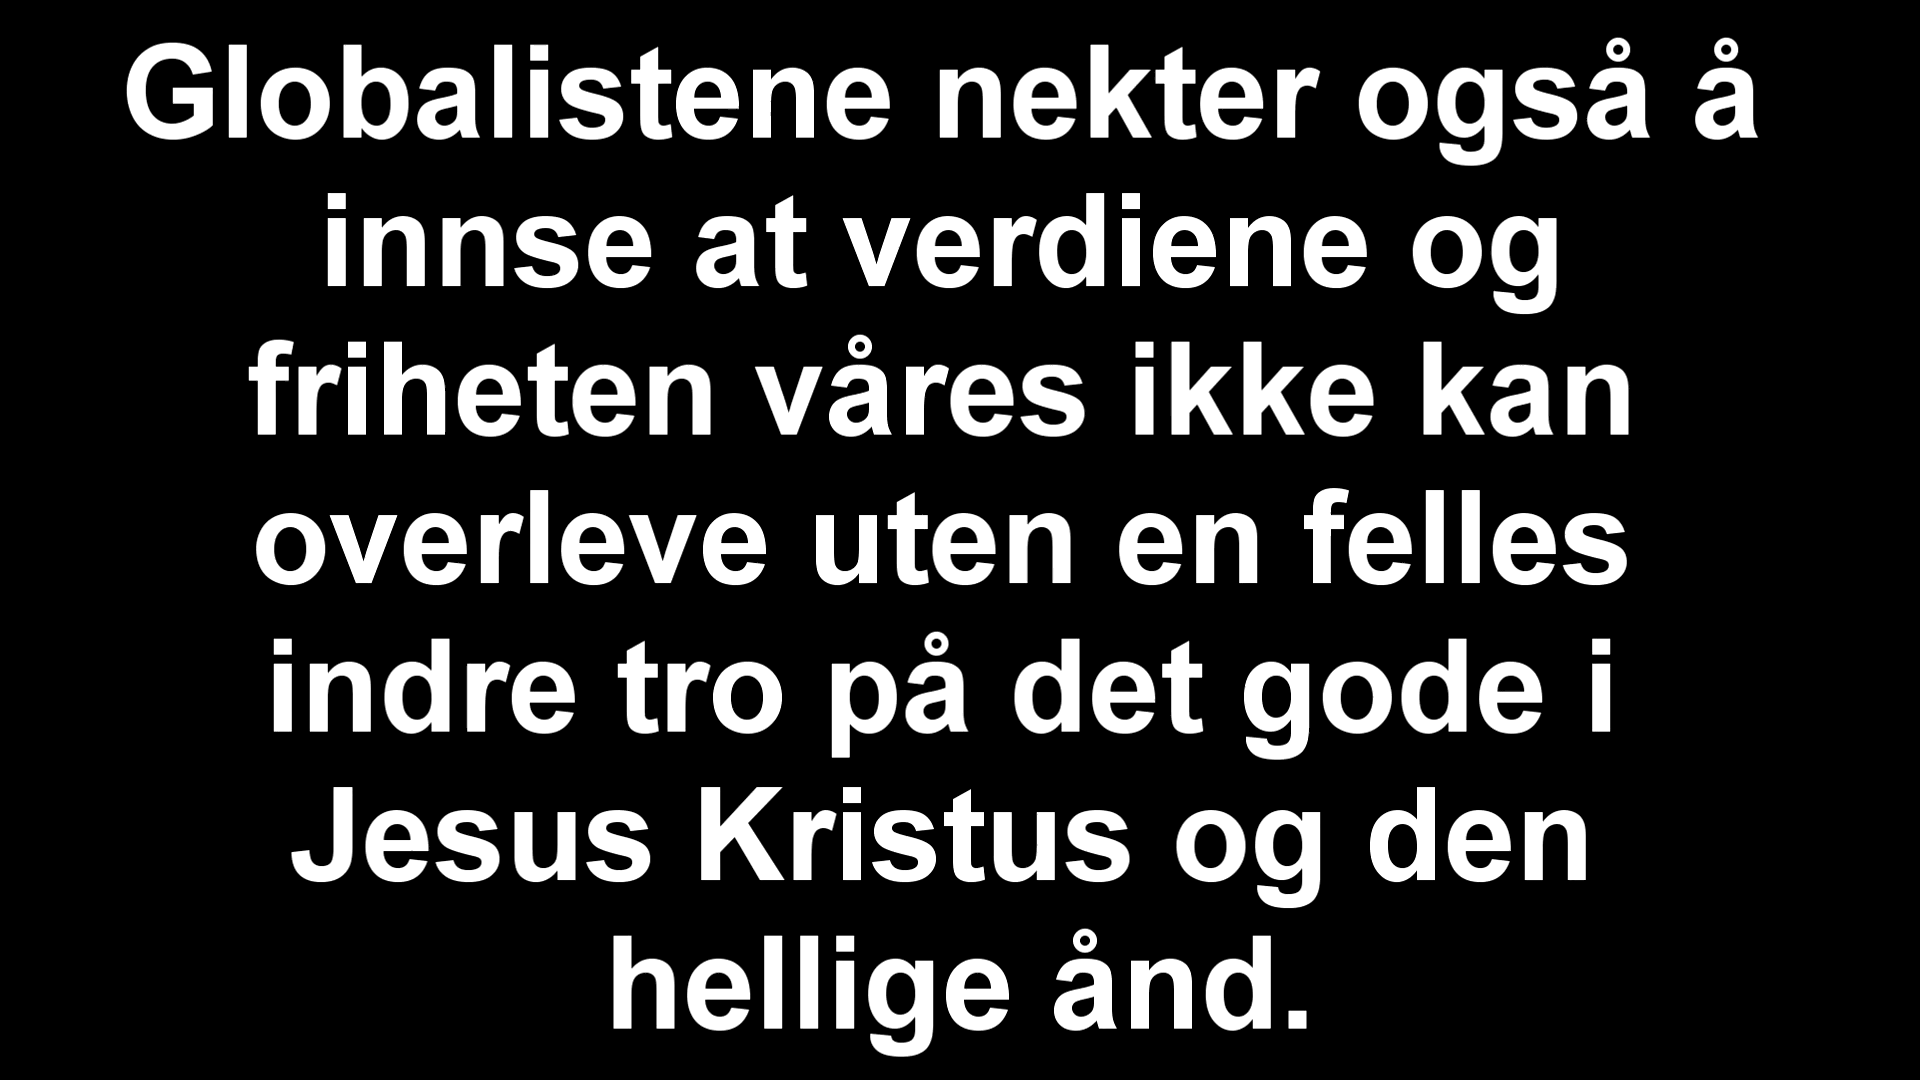 Globalistene nekter også å
innse at verdiene og
friheten våres ikke kan
overleve uten en felles
indre tro på det gode i
Jesus Kristus og den
hellige ånd.